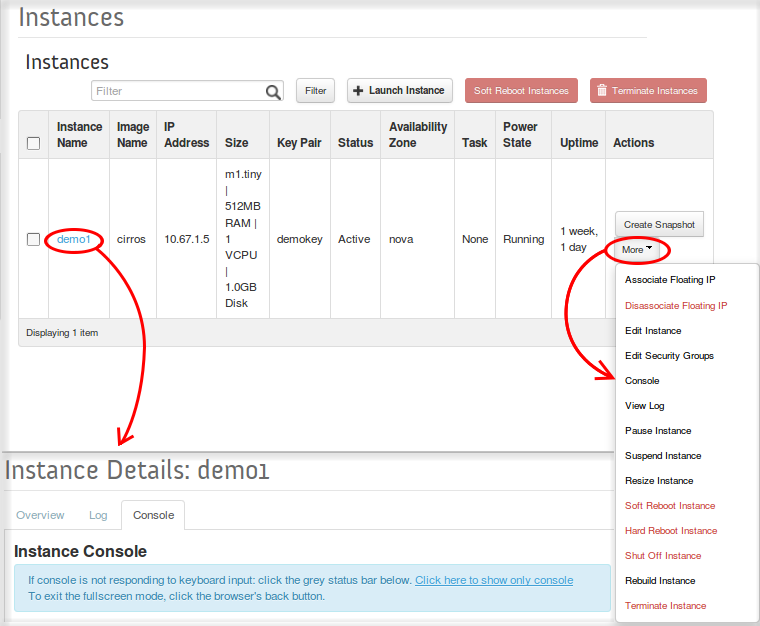 Instances
Instances
Filter
Filter
Launch Instance
Soft Reboot Instances
Terminate Instances
Instance Name
Image Name
IP Address
Size
Key Pair
Status
Availability Zone
Task
Power State
Uptime
Actions
demo1
cirros
10.67.1.5
m1.tiny
|
512MB
RAM |
1
VCPU
|
1.0GB
Disk
demokey
Active
nova
None
Running
1 week,
1 day
Create Snapshot
More
Displaying 1 item
Associate Floating IP
Disassociate Floating IP
Edit Instance
Edit Security Groups
Console
View Log
Pause Instance
Suspend Instance
Resize Instance
Soft Reboot Instance
Hard Reboot Instance
Shut Off Instance
Rebuild Instance
Terminate Instance
Instance Details: demo1
Overview
Log
Console
Instance Console
If console is not responding to keyboard input: click the grey status bar below. Click here to show only console
To exit the fullscreen mode, click the browser's back button.